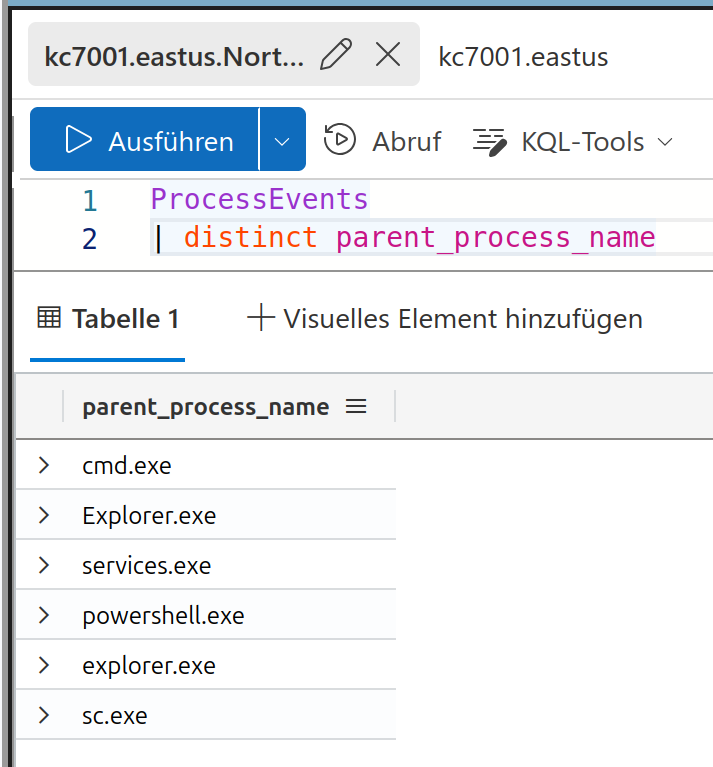 kc7001.eastus.Nort... kc7001.eastus
Ausführen Abruf KQL-Tools
1 ProcessEvents
2 | distinct parent_process_name
Tabelle 1 Visuelles Element hinzufügen
parent_process_name
cmd.exe
Explorer.exe
services.exe
powershell.exe
explorer.exe
sc.exe